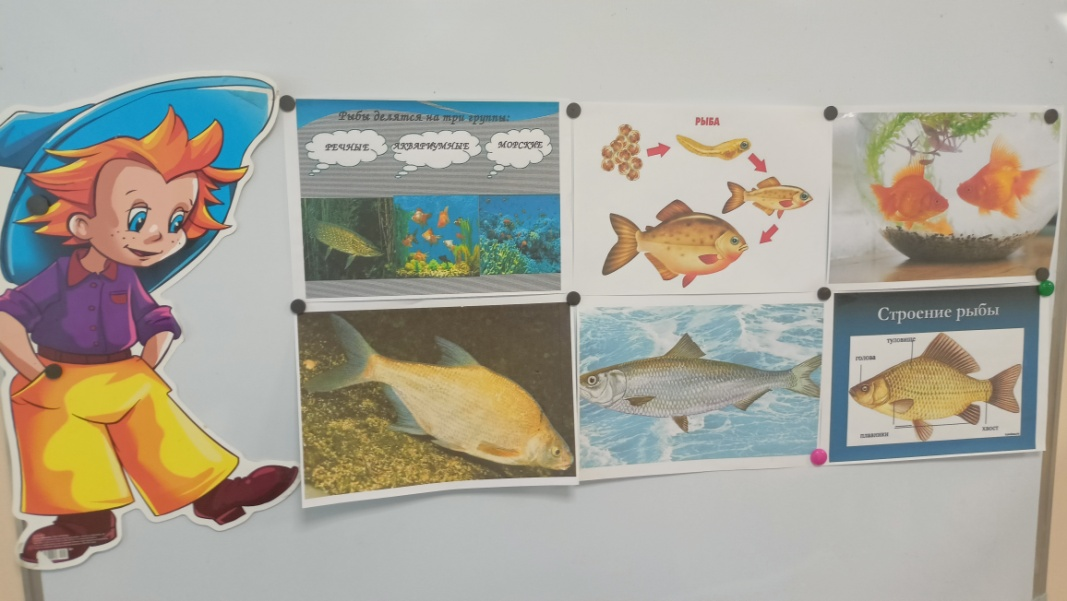 Рыбы делятся на три группы:
РЕЧНЫЕ
АКВАРИУМНЫЕ
МОРСКИЕ
РЫБА
Строение рыбы
туловище
голова
плавники
хвост